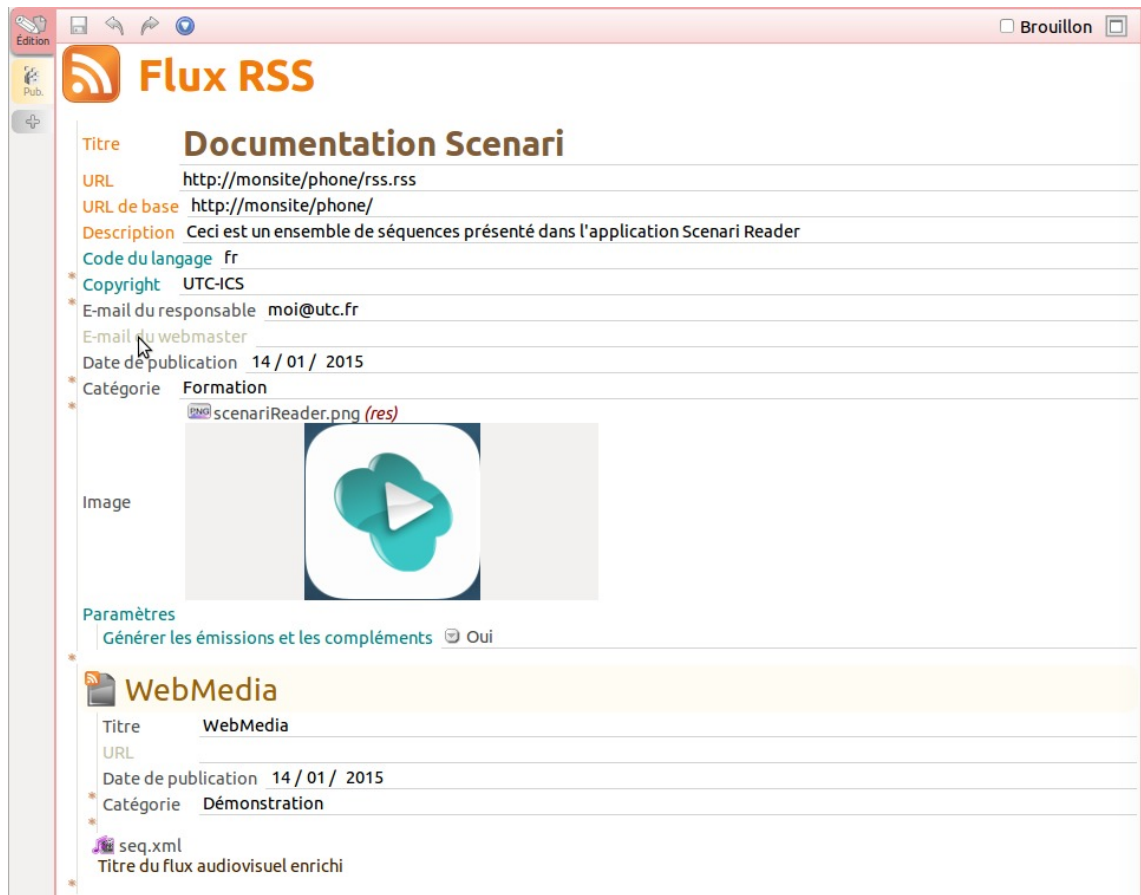 Édition
Brouillon
Pub.
Flux RSS
Titre Documentation Scenari
URL http://monsite/phone/rss.rss
URL de base http://monsite/phone/
Description Ceci est un ensemble de séquences présenté dans l'application Scenari Reader
Code du langage fr
* Copyright UTC-ICS
* E-mail du responsable moi@utc.fr
E-mail du webmaster
Date de publication 14 / 01 / 2015
* Catégorie Formation
* PNG scenariReader.png (res)
Image
Paramètres
Générer les émissions et les compléments Oui
*
WebMedia
Titre WebMedia
URL
Date de publication 14 / 01 / 2015
* Catégorie Démonstration
*
seq.xml
Titre du flux audiovisuel enrichi
*